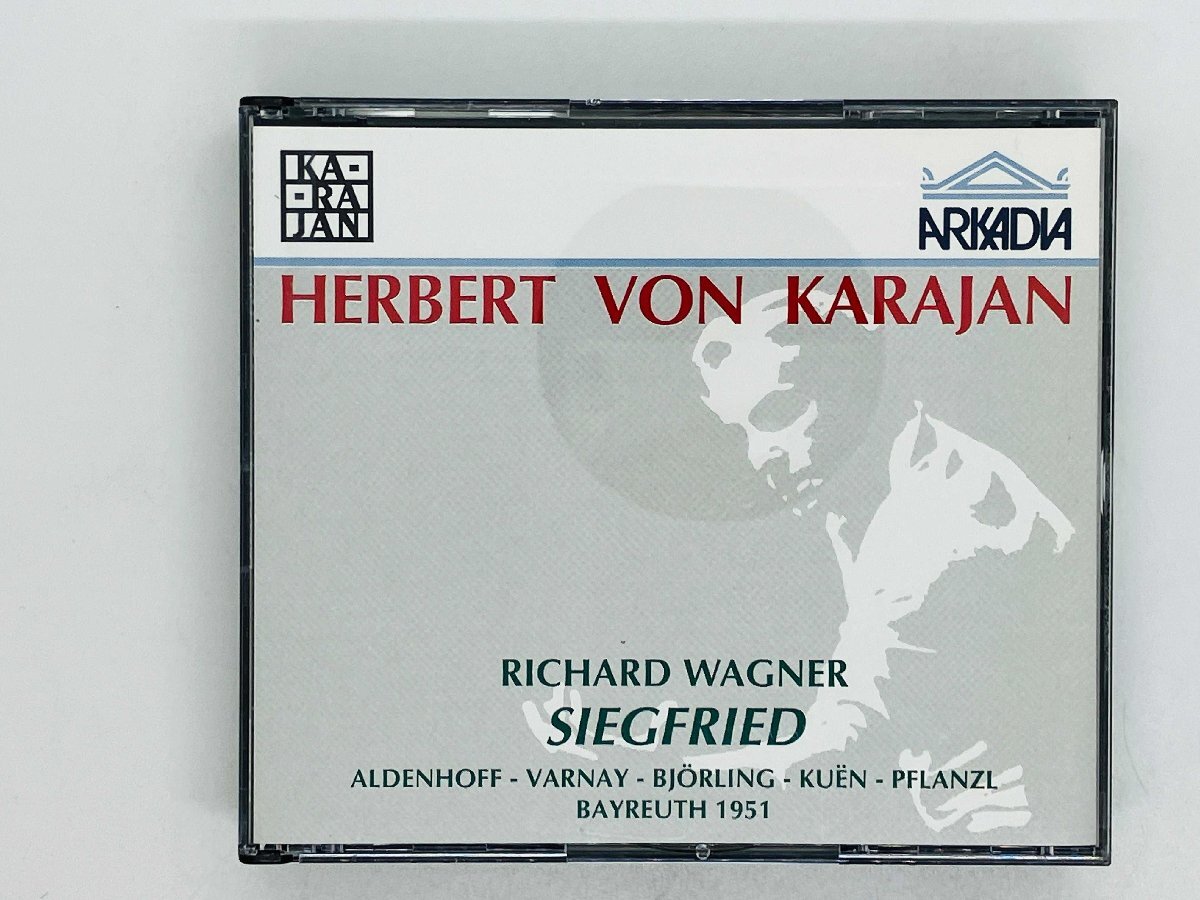 KA-
-RA
JAN
ARKADIA
HERBERT VON KARAJAN
RICHARD WAGNER
SIEGFRIED
ALDENHOFF - VARNAY - BJÖRLING - KUËN - PFLANZL
BAYREUTH 1951